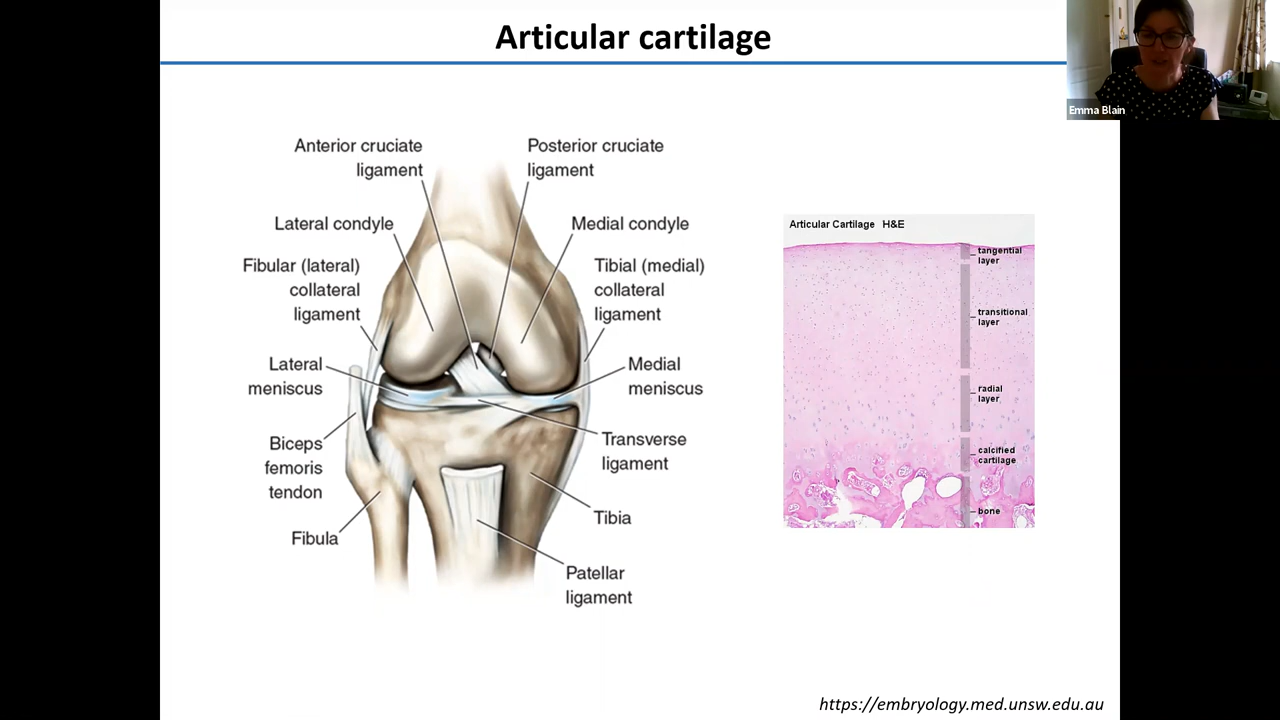 Articular cartilage
Emma Blain
Anterior cruciate
ligament
Posterior cruciate
ligament
Lateral condyle
Medial condyle
Fibular (lateral)
collateral
ligament
Tibial (medial)
collateral
ligament
Lateral
meniscus
Medial
meniscus
Biceps
femoris
tendon
Transverse
ligament
Fibula
Tibia
Patellar
ligament
Articular Cartilage H&E
tangential
layer
transitional
layer
radial
layer
calcified
cartilage
bone
https://embryology.med.unsw.edu.au